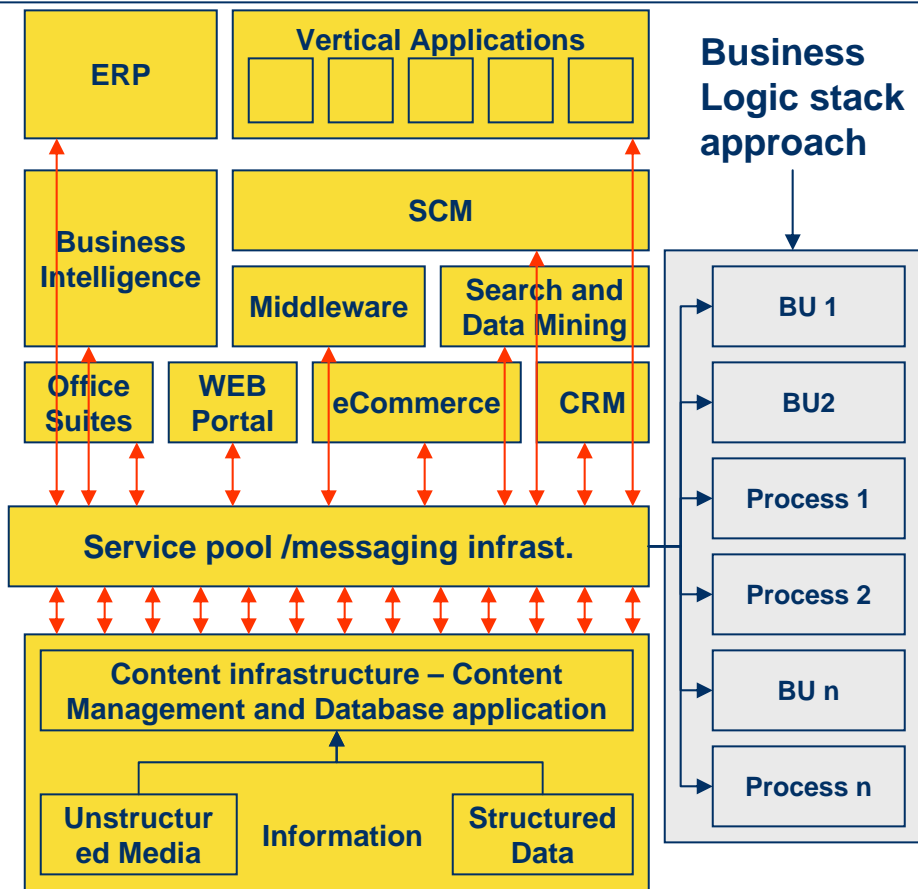 ERP
Vertical Applications
Business
Logic stack
approach
Business
Intelligence
SCM
Middleware
Search and
Data Mining
Office
Suites
WEB
Portal
eCommerce
CRM
Service pool /messaging infrast.
Content infrastructure – Content
Management and Database application
Unstructur
ed Media
Information
Structured
Data
BU 1
BU2
Process 1
Process 2
BU n
Process n